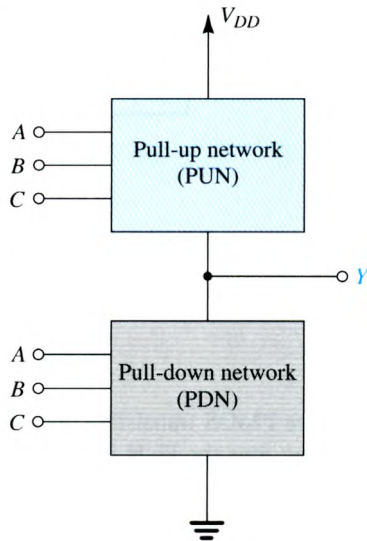 V_DD
A
B
C
Pull-up network
(PUN)
Y
A
B
C
Pull-down network
(PDN)